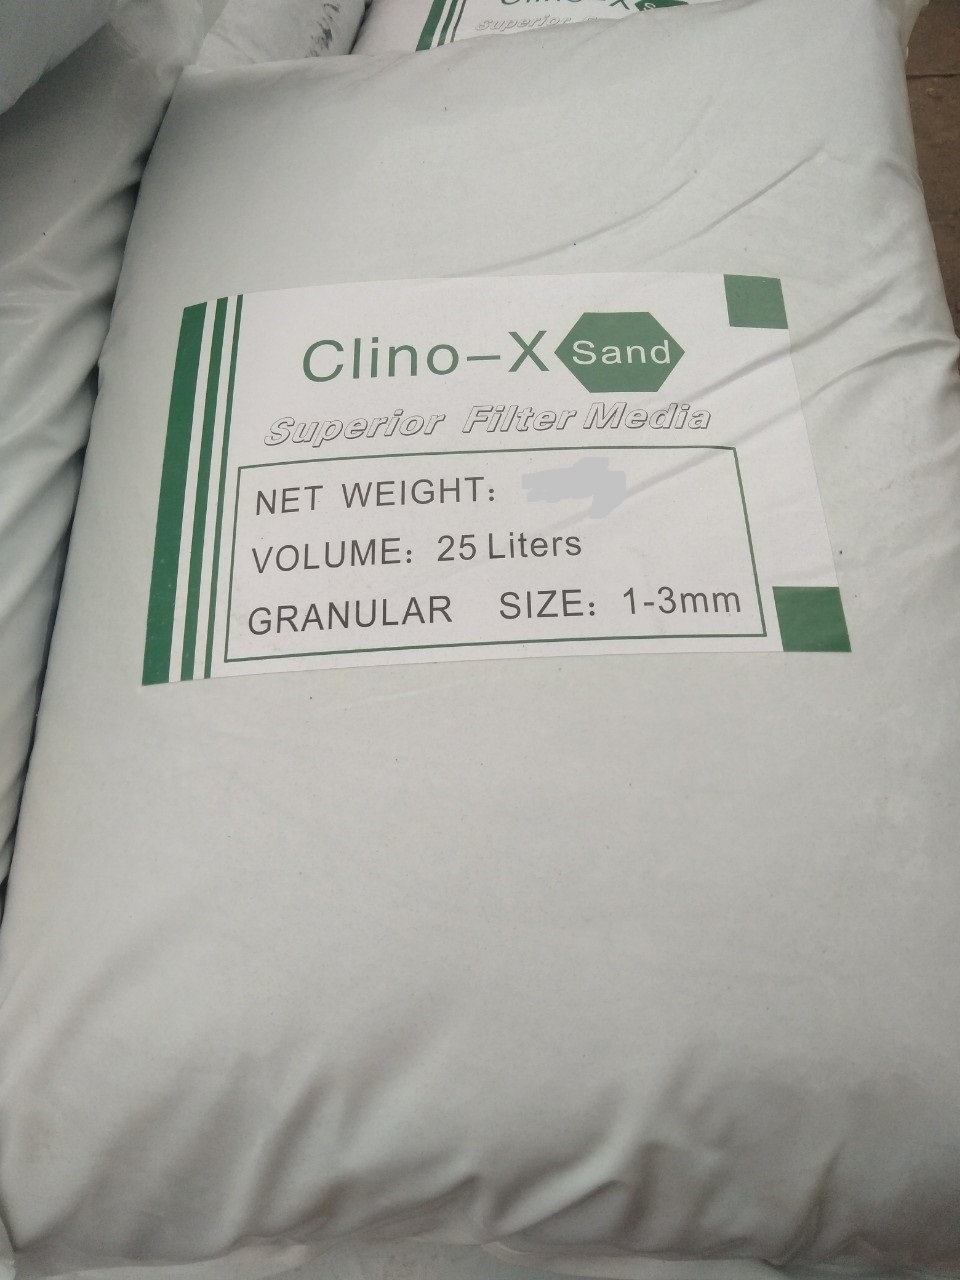 Clino-X Sand
Superior Filter Media
NET WEIGHT:
VOLUME: 25 Liters
GRANULAR SIZE: 1-3mm